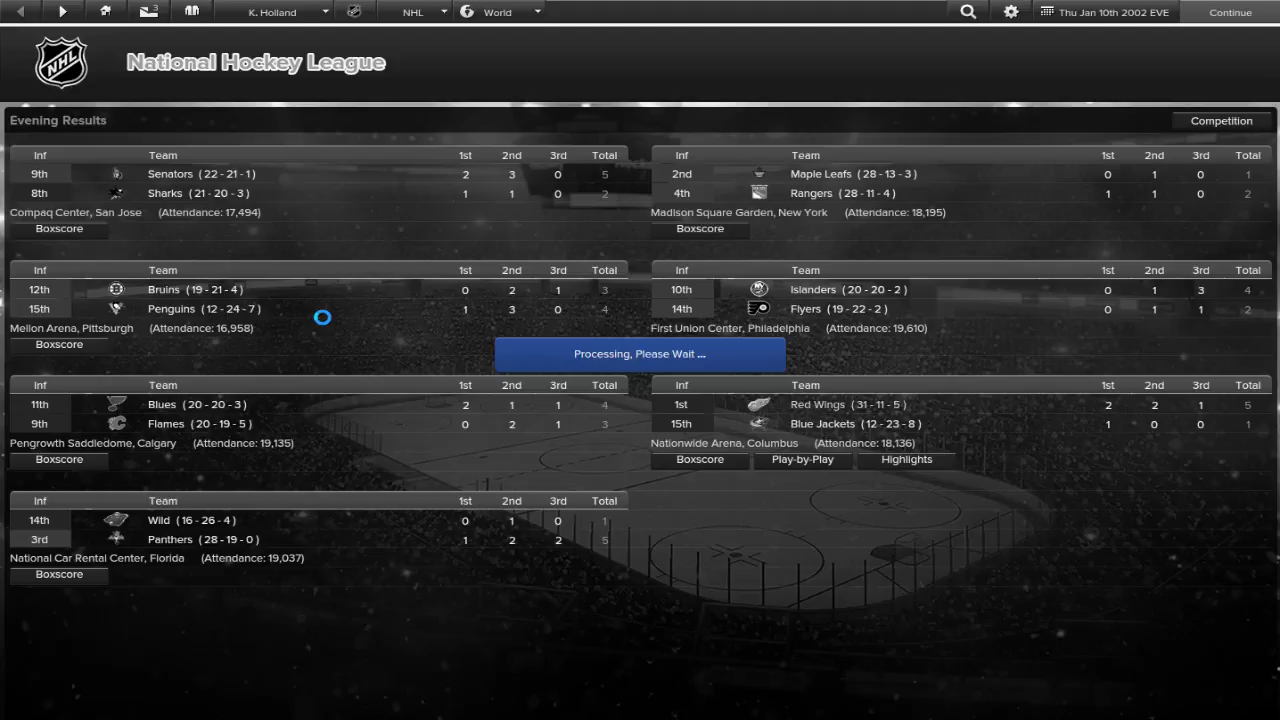 3 K. Holland NHL World Thu Jan 10th 2002 EVE Continue
NHL National Hockey League
Evening Results Competition
Inf Team 1st 2nd 3rd Total
9th Senators (22 - 21 - 1) 2 3 0 5
8th Sharks (21 - 20 - 3) 1 1 0 2
Compaq Center, San Jose (Attendance: 17,494)
Boxscore
Inf Team 1st 2nd 3rd Total
2nd Maple Leafs (28 - 13 - 3) 0 1 0 1
4th Rangers (28 - 11 - 4) 1 1 0 2
Madison Square Garden, New York (Attendance: 18,195)
Boxscore
Inf Team 1st 2nd 3rd Total
12th Bruins (19 - 21 - 4) 0 2 1 3
15th Penguins (12 - 24 - 7) 1 3 0 4
Mellon Arena, Pittsburgh (Attendance: 16,958)
Boxscore
Inf Team 1st 2nd 3rd Total
10th Islanders (20 - 20 - 2) 0 1 3 4
14th Flyers (19 - 22 - 2) 0 1 1 2
First Union Center, Philadelphia (Attendance: 19,610)
Processing, Please Wait ...
Inf Team 1st 2nd 3rd Total
11th Blues (20 - 20 - 3) 2 1 1 4
9th Flames (20 - 19 - 5) 0 2 1 3
Pengrowth Saddledome, Calgary (Attendance: 19,135)
Boxscore
Inf Team 1st 2nd 3rd Total
1st Red Wings (31 - 11 - 5) 2 2 1 5
15th Blue Jackets (12 - 23 - 8) 1 0 0 1
Nationwide Arena, Columbus (Attendance: 18,136)
Boxscore Play-by-Play Highlights
Inf Team 1st 2nd 3rd Total
14th Wild (16 - 26 - 4) 0 1 0 1
3rd Panthers (28 - 19 - 0) 1 2 2 5
National Car Rental Center, Florida (Attendance: 19,037)
Boxscore